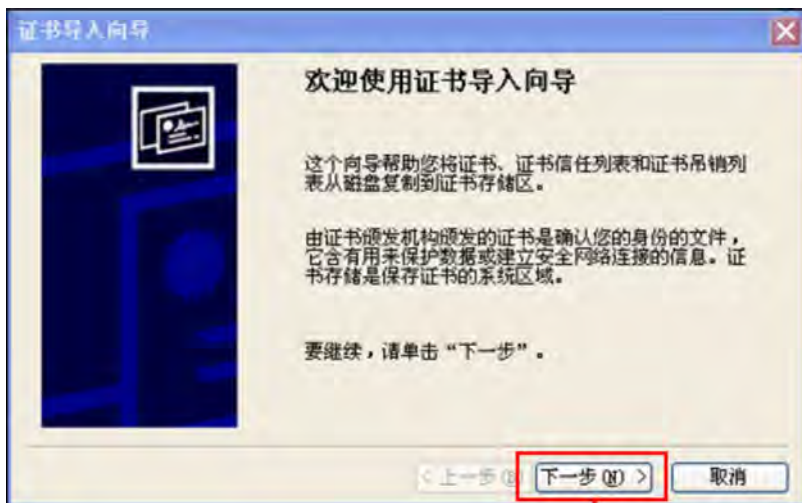 证书导入向导
欢迎使用证书导入向导
这个向导帮助您将证书、证书信任列表和证书吊销列
表从磁盘复制到证书存储区。
由证书颁发机构颁发的证书是确认您的身份的文件，
它含有用来保护数据或建立安全网络连接的信息。证
书存储是保存证书的系统区域。
要继续，请单击“下一步”。
< 上一步(B) 下一步(N) > 取消